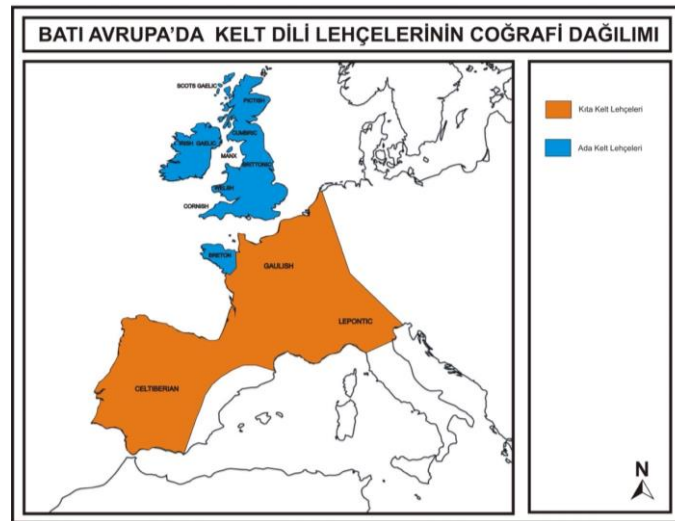 BATI AVRUPA'DA KELT DİLİ LEHÇELERİNİN COĞRAFİ DAĞILIMI
SCOTS GAELIC
PICTISH
CUMBRIC
IRISH GAELIC
MANX
BRITTONIC
WELSH
CORNISH
BRETON
GAULISH
LEPONTIC
CELTIBERIAN
Kıta Kelt Lehçeleri
Ada Kelt Lehçeleri
N